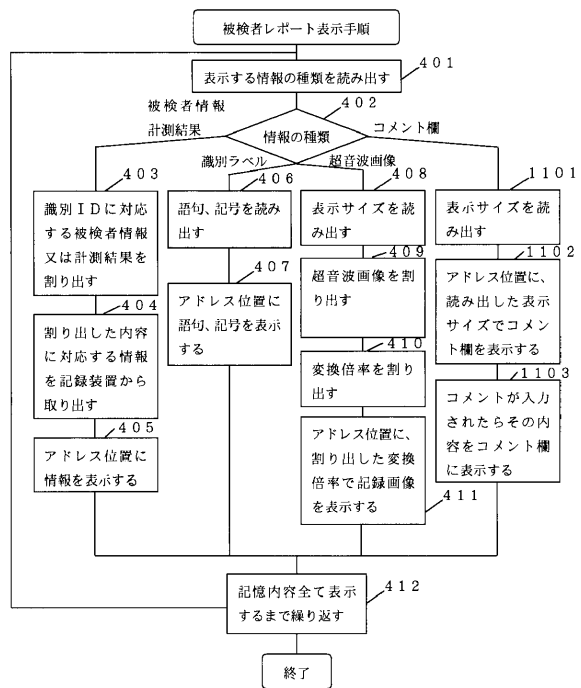 被検者レポート表示手順
表示する情報の種類を読み出す
401
402
情報の種類
被検者情報
計測結果
識別ラベル
超音波画像
コメント欄
403
識別IDに対応
する被検者情報
又は計測結果を
割り出す
404
割り出した内容
に対応する情報
を記録装置から
取り出す
405
アドレス位置に
情報を表示する
406
語句、記号を読み
出す
407
アドレス位置に
語句、記号を表示
する
408
表示サイズを読
み出す
409
超音波画像を割
り出す
410
変換倍率を割り
出す
アドレス位置に、
割り出した変換
倍率で記録画像
を表示する
411
1101
表示サイズを読
み出す
1102
アドレス位置に、
読み出した表示
サイズでコメン
ト欄を表示する
1103
コメントが入力
されたらその内
容をコメント欄
に表示する
記憶内容全て表示
するまで繰り返す
412
終了